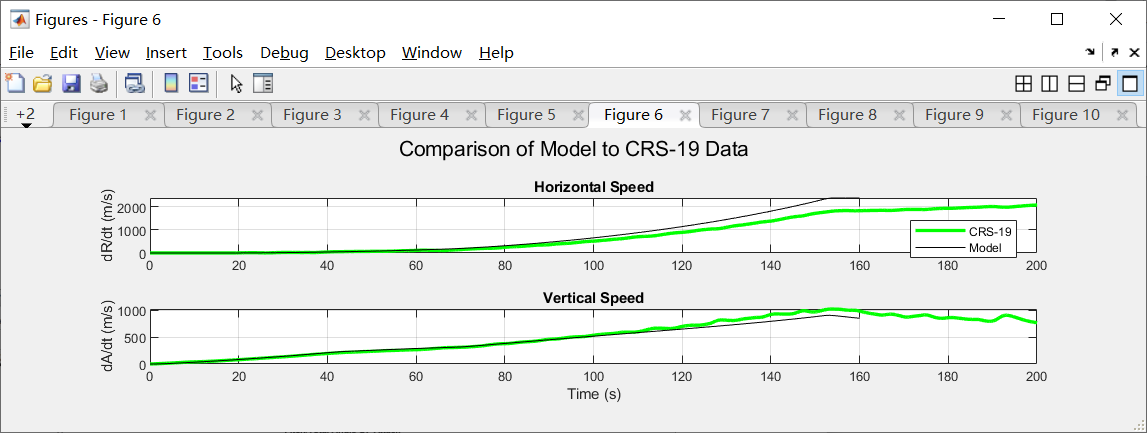 Figures - Figure 6
File Edit View Insert Tools Debug Desktop Window Help
+2 Figure 1 Figure 2 Figure 3 Figure 4 Figure 5 Figure 6 Figure 7 Figure 8 Figure 9 Figure 10
Comparison of Model to CRS-19 Data
Horizontal Speed
dR/dt (m/s)
2000
1000
0
0 20 40 60 80 100 120 140 160 180 200
CRS-19
Model
Vertical Speed
dA/dt (m/s)
1000
500
0
0 20 40 60 80 100 120 140 160 180 200
Time (s)